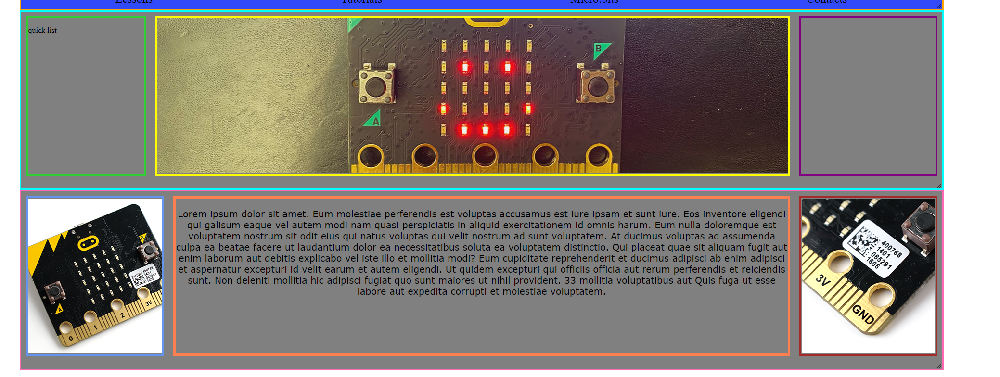 Lessons Tutorials Micro:bits Contacts
quick list
B
A
Lorem ipsum dolor sit amet. Eum molestiae perferendis est voluptas accusamus est iure ipsam et sunt iure. Eos inventore eligendi
qui galisum eaque vel autem modi nam quasi perspiciatis in aliquid exercitationem id omnis harum. Eum nulla doloremque est
voluptatem nostrum sit odit eius qui natus voluptas qui velit nostrum ad sunt voluptatem. At ducimus voluptas ad assumenda
culpa ea beatae facere ut laudantium dolor ea necessitatibus soluta ea voluptatem distinctio. Qui placeat quae sit aliquam fugit aut
enim laborum aut debitis explicabo vel iste illo et mollitia modi? Eum cupiditate reprehenderit et ducimus adipisci ab enim adipisci
et aspernatur excepturi id velit earum et autem eligendi. Ut quidem excepturi qui officiis officia aut rerum perferendis et reiciendis
sunt. Non deleniti mollitia hic adipisci fugiat quo sunt maiores ut nihil provident. 33 mollitia voluptatibus aut Quis fuga ut esse
labore aut expedita corrupti et molestiae voluptatem.
B
400768
1401
065291
1605
A
0 1 2 3V
400768
1401
065291
1605
3V
GND